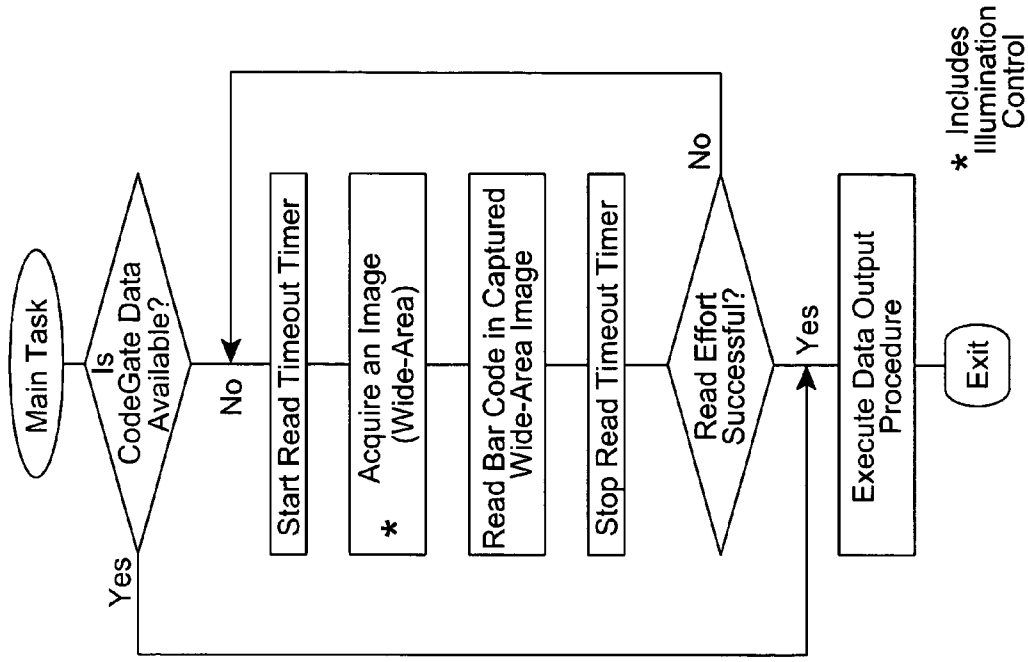 Main Task
Is
CodeGate Data
Available?
Yes
No
Start Read Timeout Timer
* Acquire an Image
(Wide-Area)
Read Bar Code in Captured
Wide-Area Image
Stop Read Timeout Timer
Read Effort
Successful?
No
Yes
Execute Data Output
Procedure
Exit
* Includes
Illumination
Control